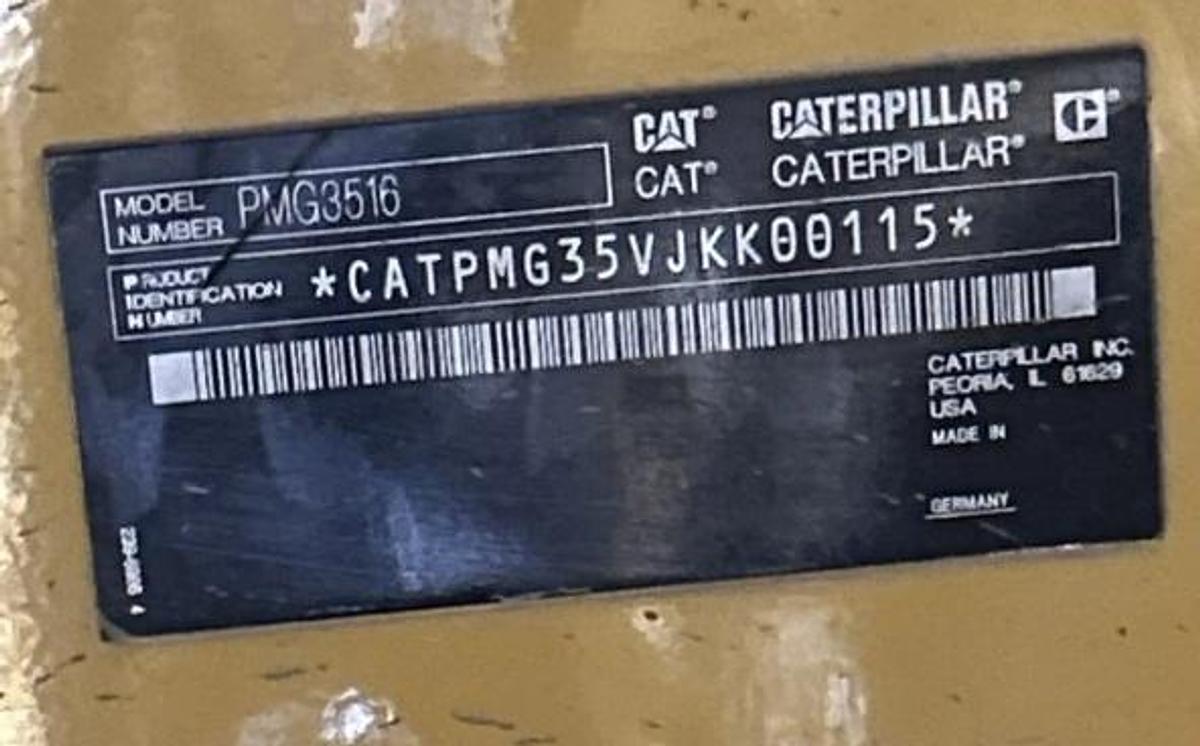 CAT® CATERPILLAR®
CAT® CATERPILLAR®
MODEL NUMBER PMG3516
PRODUCT IDENTIFICATION NUMBER *CATPMG35VJKK00115*
CATERPILLAR INC.
PEORIA, IL 61629
USA
MADE IN
GERMANY